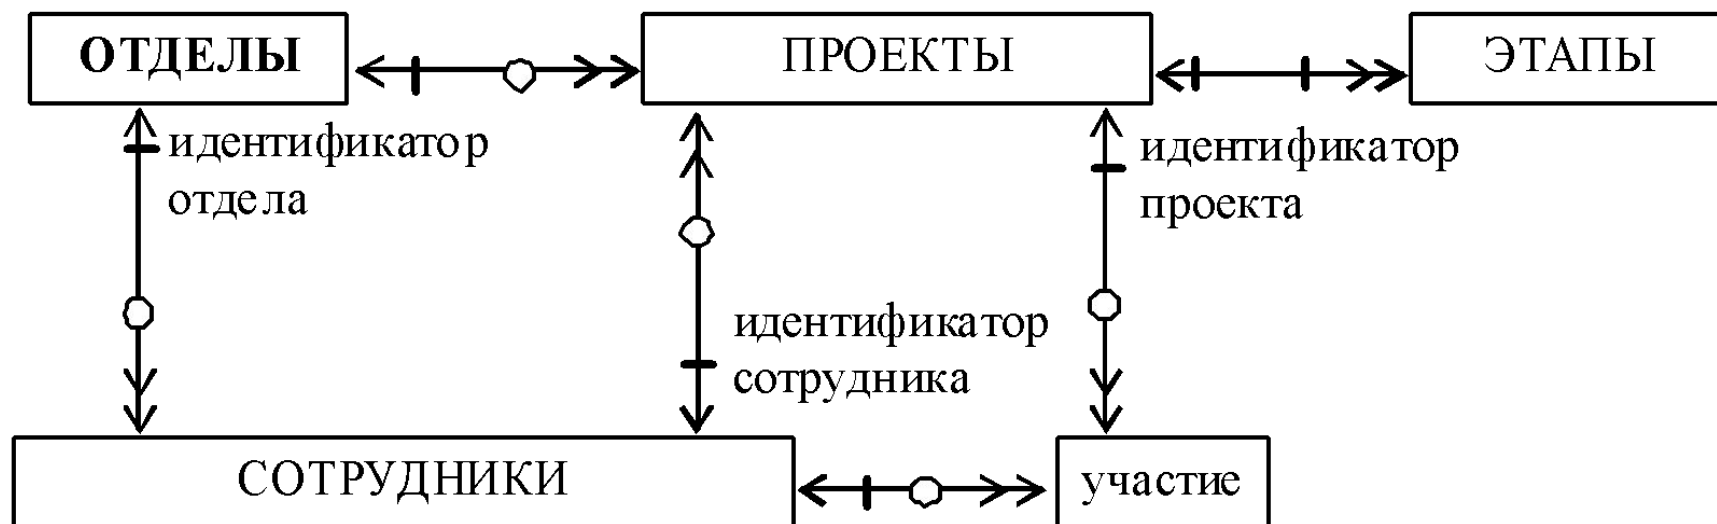 ОТДЕЛЫ
ПРОЕКТЫ
ЭТАПЫ
идентификатор
отдела
идентификатор
проекта
идентификатор
сотрудника
СОТРУДНИКИ
участие